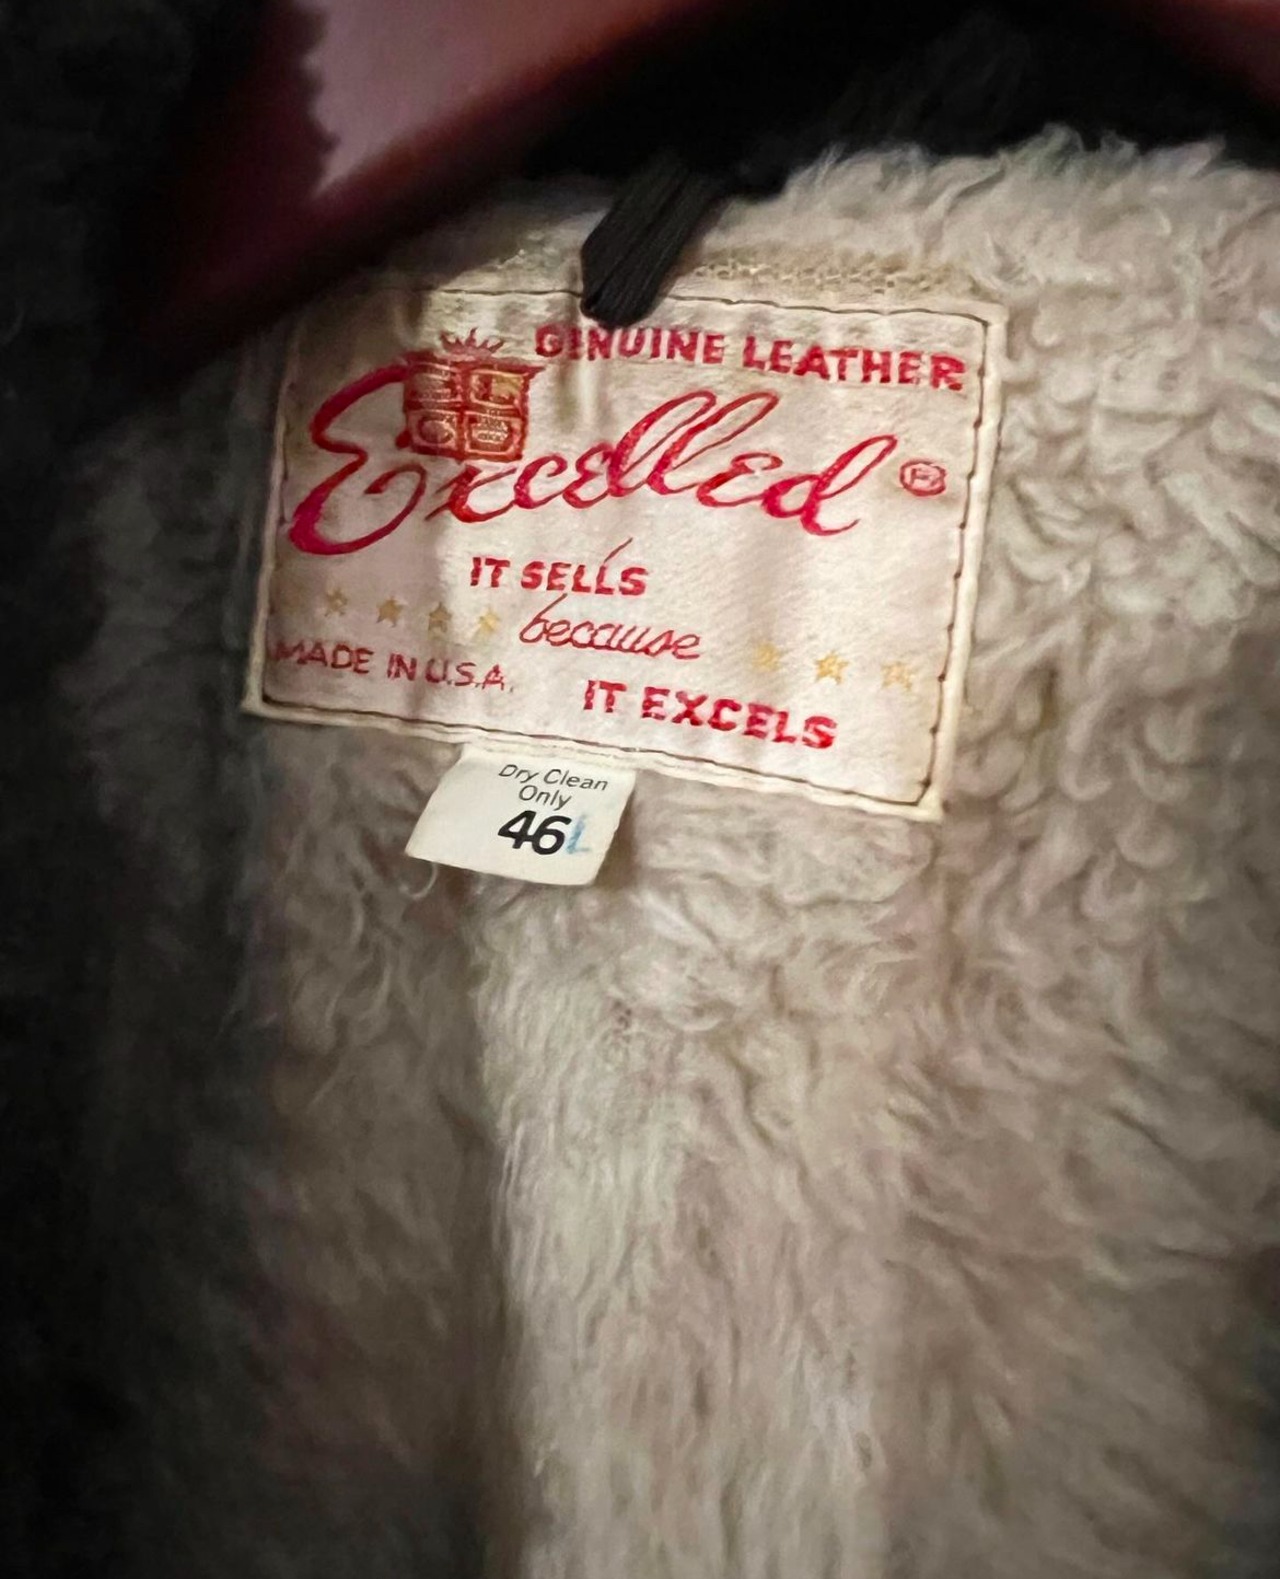 GENUINE LEATHER
Excelled ®
IT SELLS
because
MADE IN U.S.A.
IT EXCELS
Dry Clean
Only
46L